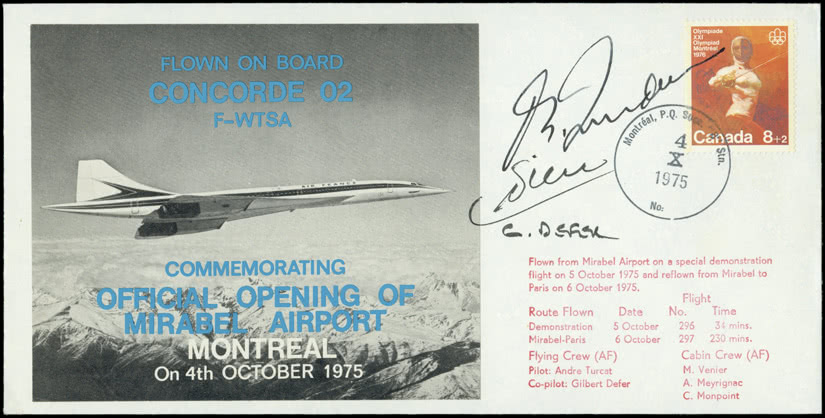 FLOWN ON BOARD
CONCORDE 02
F-WTSA
AIR FRANCE
COMMEMORATING
OFFICIAL OPENING OF
MIRABEL AIRPORT
MONTREAL
On 4th OCTOBER 1975
Olympiade
XXI
Olympiad
Montréal
1976
Canada 8+2
Montréal, P.Q. Stn.
4
X
1975
No:
G. DEFER
Flown from Mirabel Airport on a special demonstration
flight on 5 October 1975 and reflown from Mirabel to
Paris on 6 October 1975.
Flight
Route Flown Date No. Time
Demonstration 5 October 296 34 mins.
Mirabel-Paris 6 October 297 230 mins.
Flying Crew (AF) Cabin Crew (AF)
Pilot: Andre Turcat M. Venier
Co-pilot: Gilbert Defer A. Meyrignac
C. Monpoint